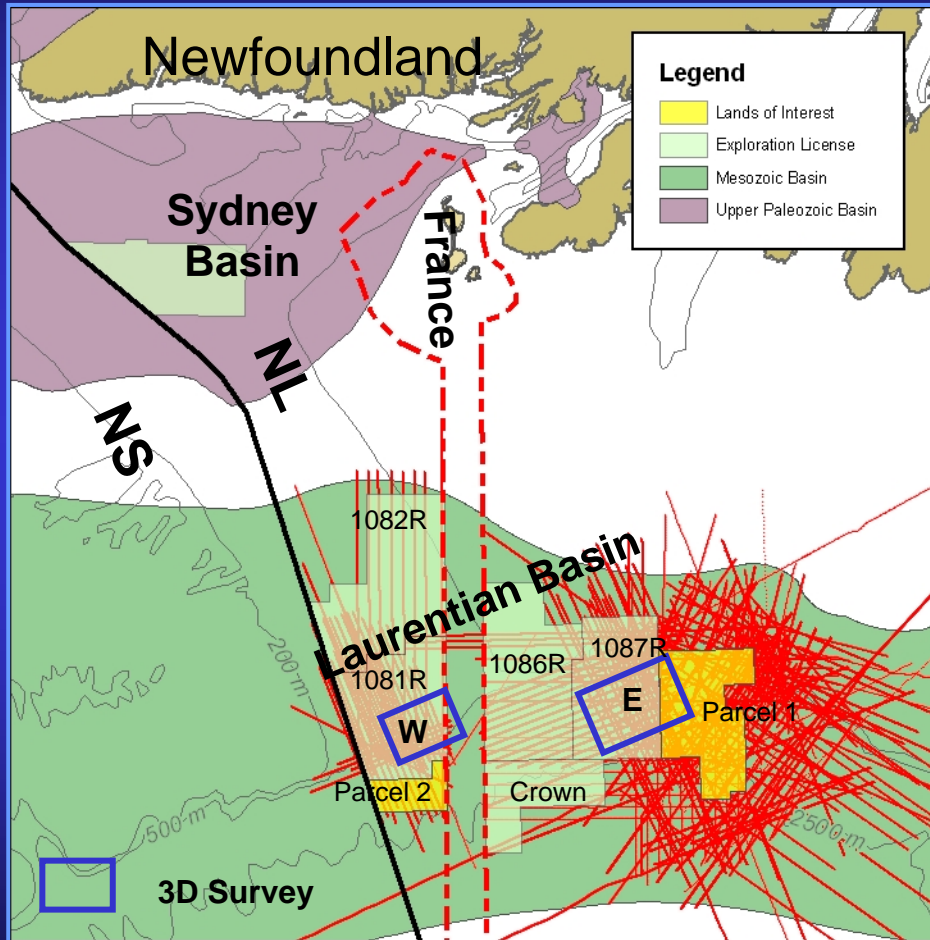 Newfoundland
Legend
Lands of Interest
Exploration License
Mesozoic Basin
Upper Paleozoic Basin
Sydney
Basin
France
NL
NS
1082R
Laurentian Basin
200-m
1081R
1086R
1087R
W
E
Parcel 1
Parcel 2
Crown
500-m
2500-m
3D Survey